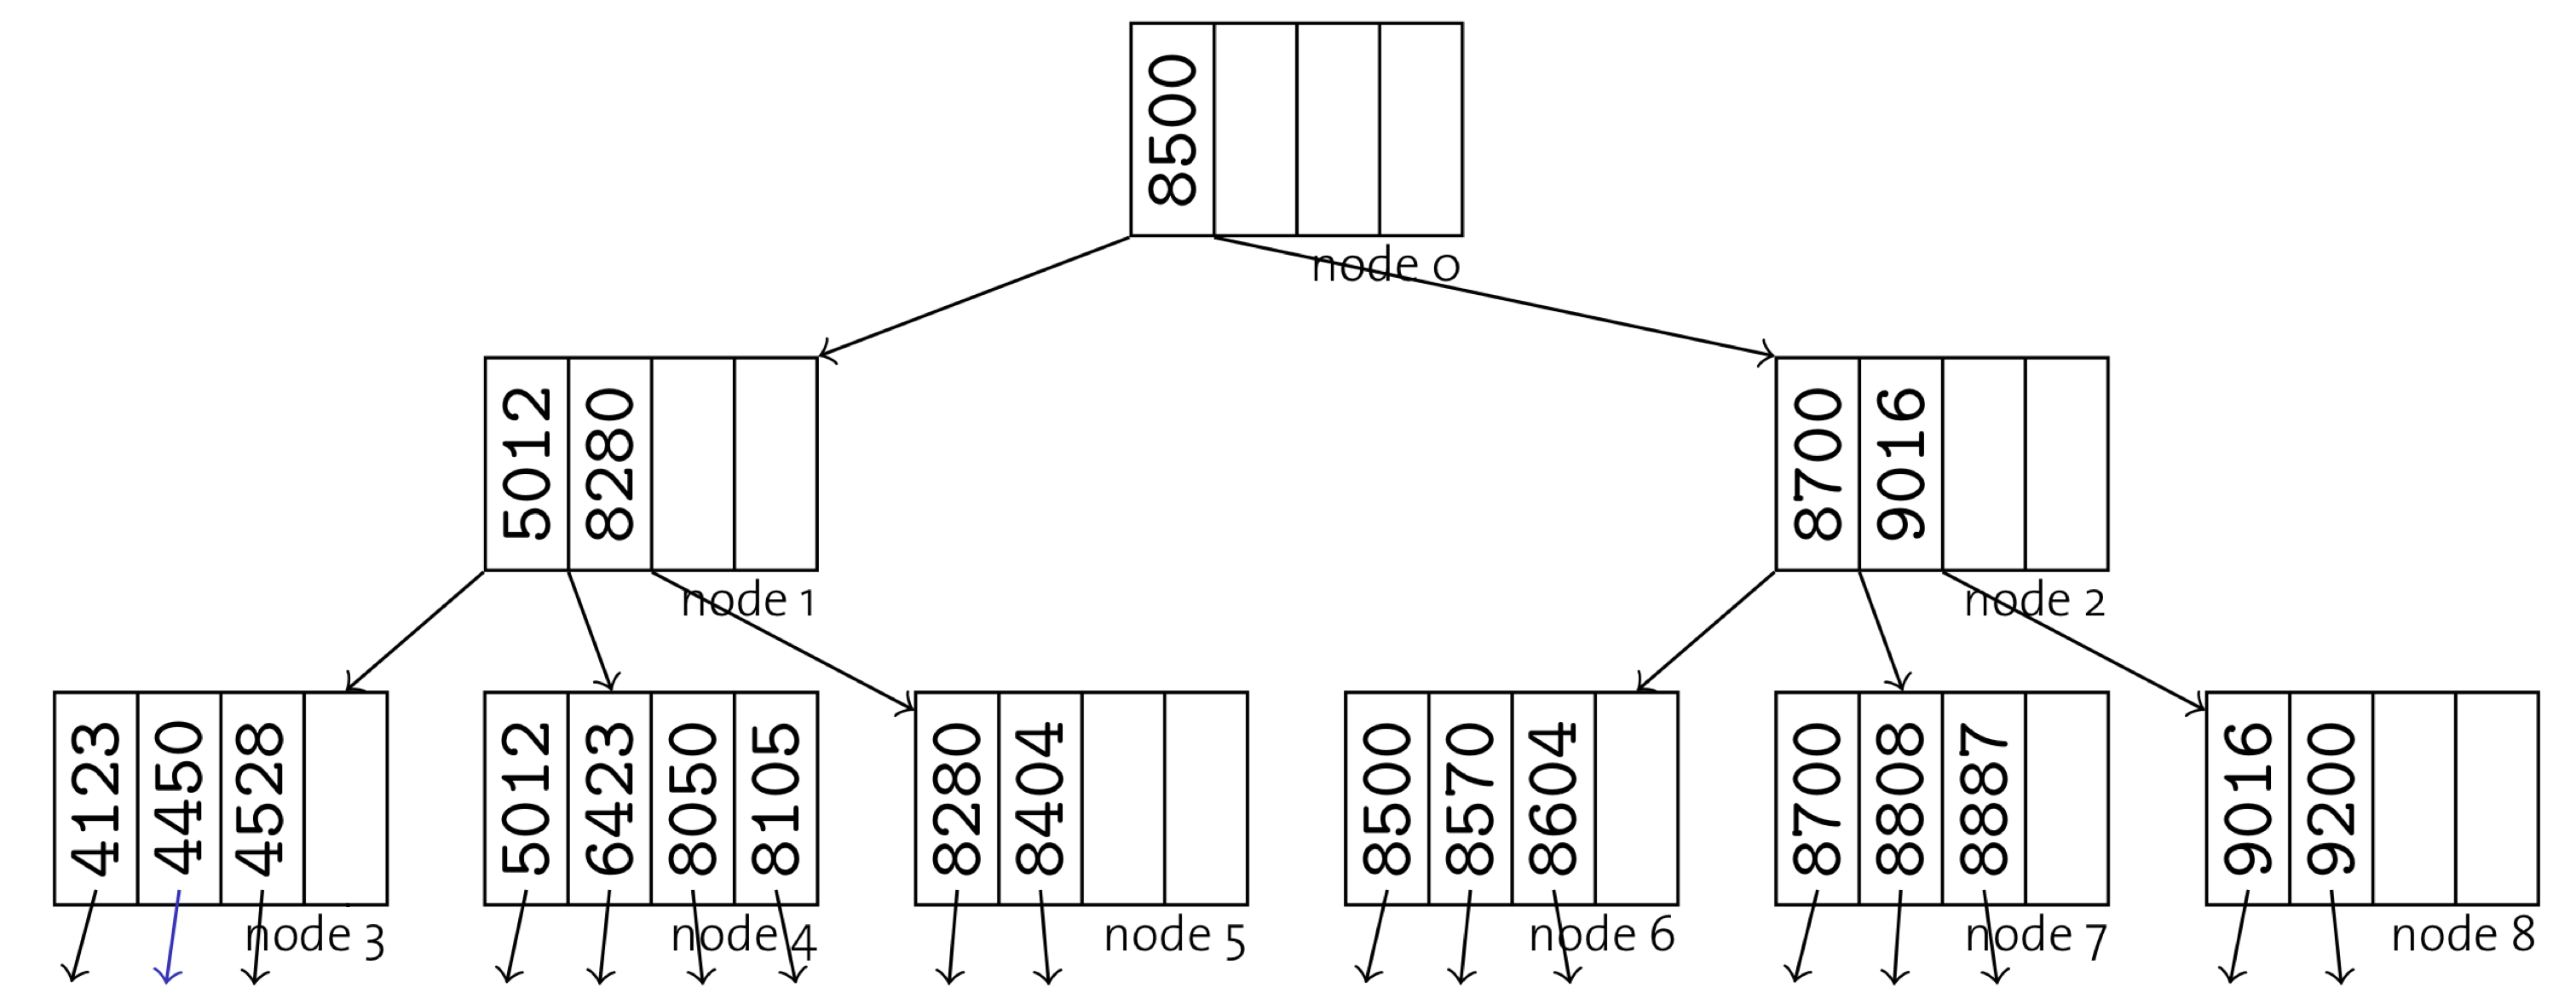 8500
node 0
5012 8280
node 1
8700 9016
node 2
4123 4450 4528
node 3
5012 6423 8050 8105
node 4
8280 8404
node 5
8500 8570 8604
node 6
8700 8808 8887
node 7
9016 9200
node 8